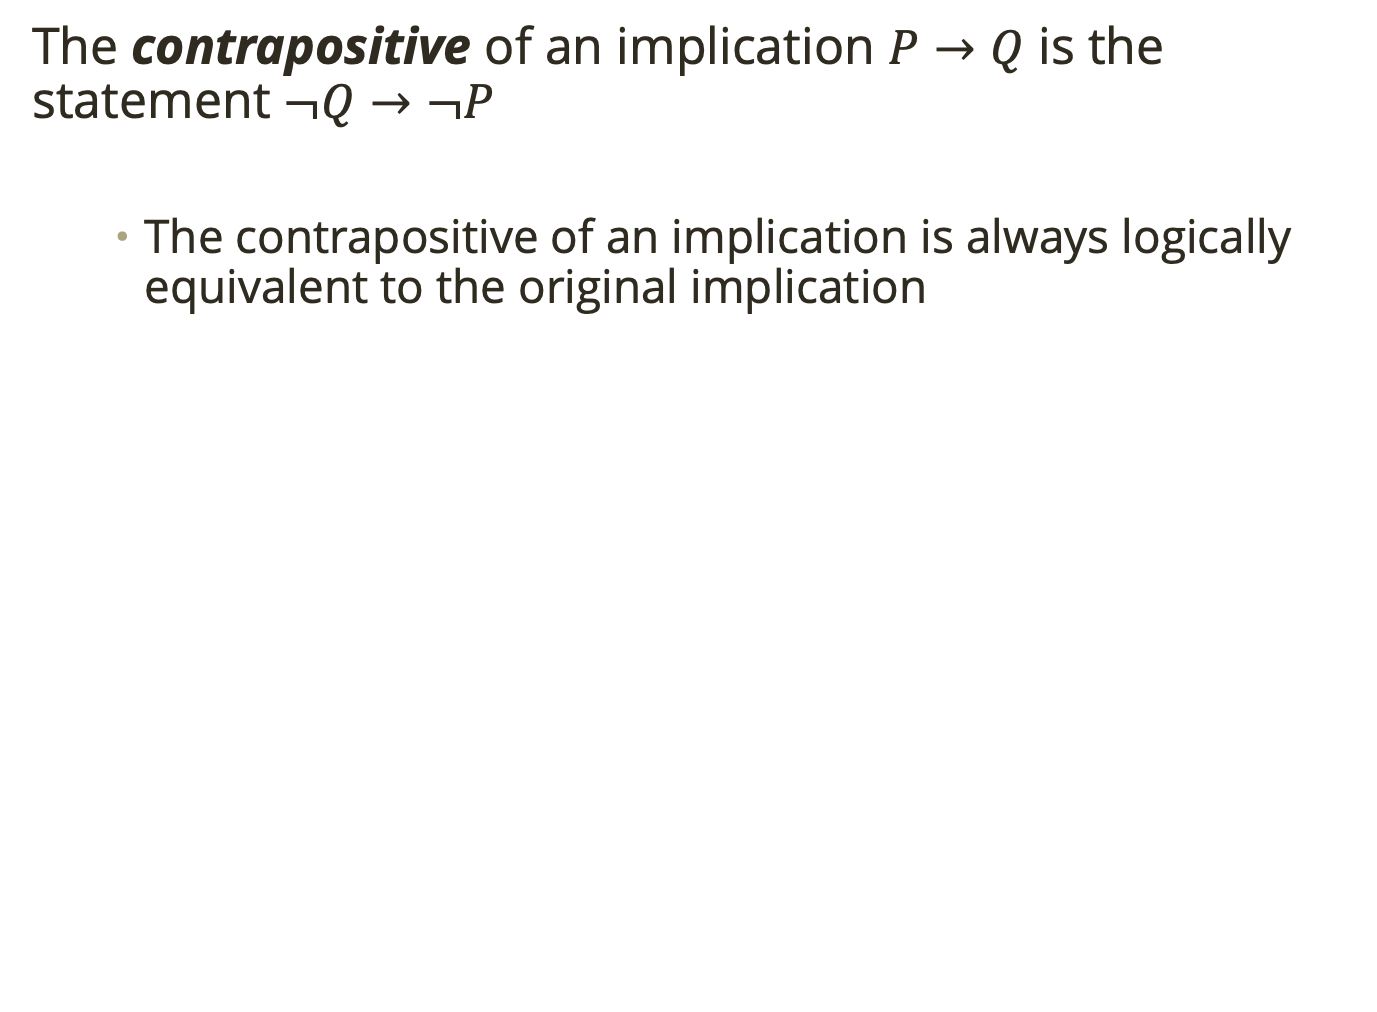 The contrapositive of an implication P → Q is the
statement ¬Q → ¬P
• The contrapositive of an implication is always logically
equivalent to the original implication